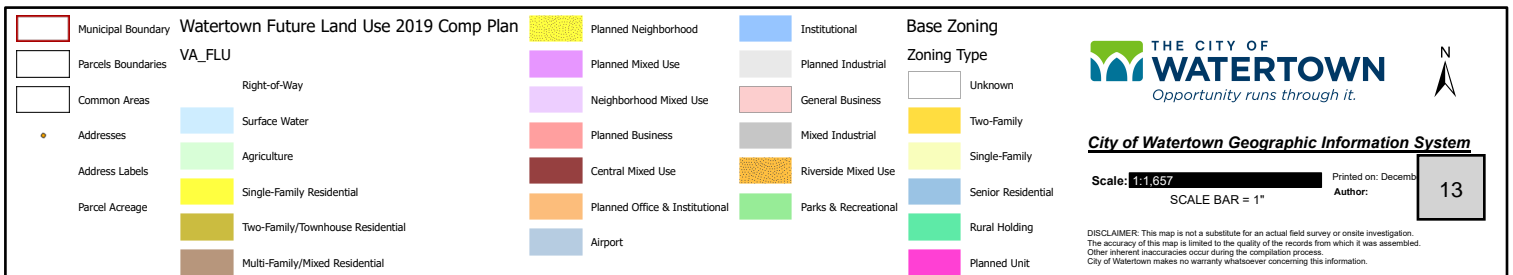 Municipal Boundary
Parcels Boundaries
Common Areas
Addresses
Address Labels
Parcel Acreage
Watertown Future Land Use 2019 Comp Plan
VA_FLU
Right-of-Way
Surface Water
Agriculture
Single-Family Residential
Two-Family/Townhouse Residential
Multi-Family/Mixed Residential
Planned Neighborhood
Planned Mixed Use
Neighborhood Mixed Use
Planned Business
Central Mixed Use
Planned Office & Institutional
Airport
Institutional
Planned Industrial
General Business
Mixed Industrial
Riverside Mixed Use
Parks & Recreational
Base Zoning
Zoning Type
Unknown
Two-Family
Single-Family
Senior Residential
Rural Holding
Planned Unit
THE CITY OF
WATERTOWN
Opportunity runs through it.
N
City of Watertown Geographic Information System
Scale: 1:1,657
SCALE BAR = 1"
Printed on: Decemb
Author:
13
DISCLAIMER: This map is not a substitute for an actual field survey or onsite investigation.
The accuracy of this map is limited to the quality of the records from which it was assembled.
Other inherent inaccuracies occur during the compilation process.
City of Watertown makes no warranty whatsoever concerning this information.